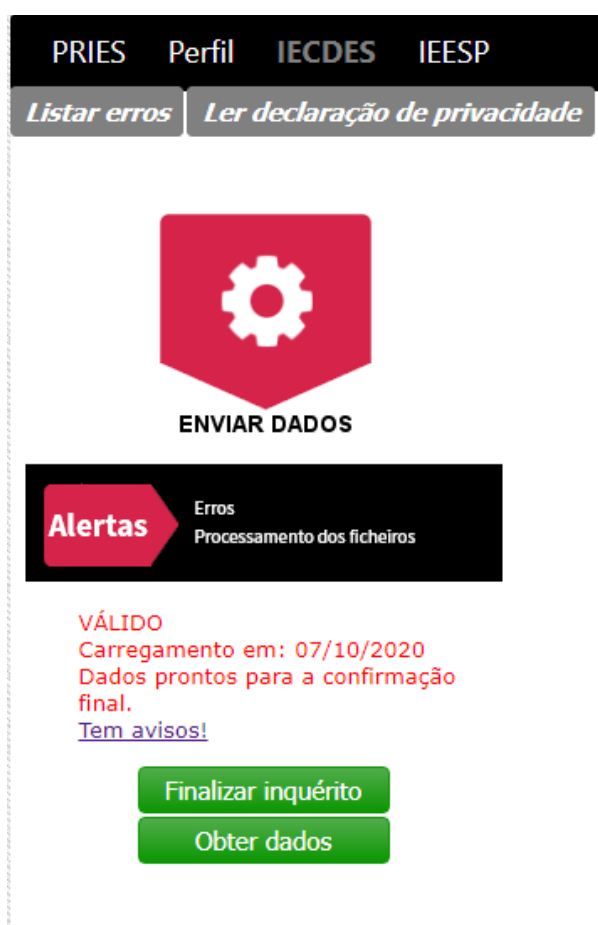 PRIES Perfil IECDES IEESP
Listar erros Ler declaração de privacidade
ENVIAR DADOS
Alertas
Erros
Processamento dos ficheiros
VÁLIDO
Carregamento em: 07/10/2020
Dados prontos para a confirmação
final.
Tem avisos!
Finalizar inquérito
Obter dados